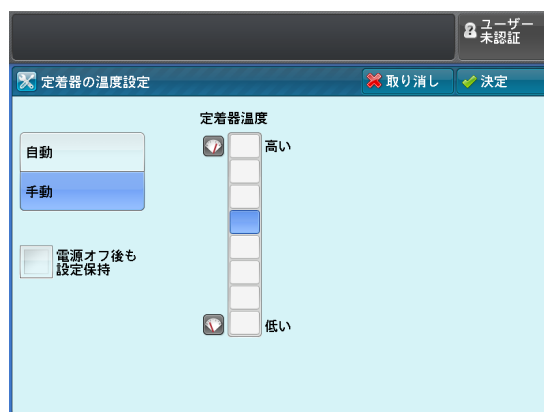 ユーザー
未認証
定着器の温度設定
取り消し
決定
定着器温度
自動
高い
手動
電源オフ後も
設定保持
低い